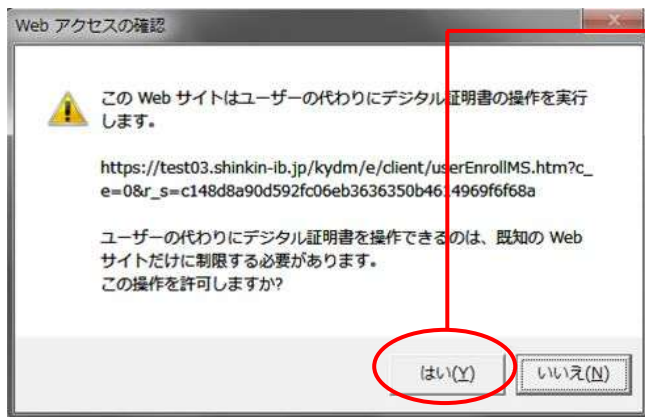 Web アクセスの確認
この Web サイトはユーザーの代わりにデジタル証明書の操作を実行
します。
https://test03.shinkin-ib.jp/kydm/e/client/userEnrollMS.htm?c_
e=0&r_s=c148d8a90d592fc06eb3636350b4614969f6f68a
ユーザーの代わりにデジタル証明書を操作できるのは、既知の Web
サイトだけに制限する必要があります。
この操作を許可しますか?
はい(Y)
いいえ(N)